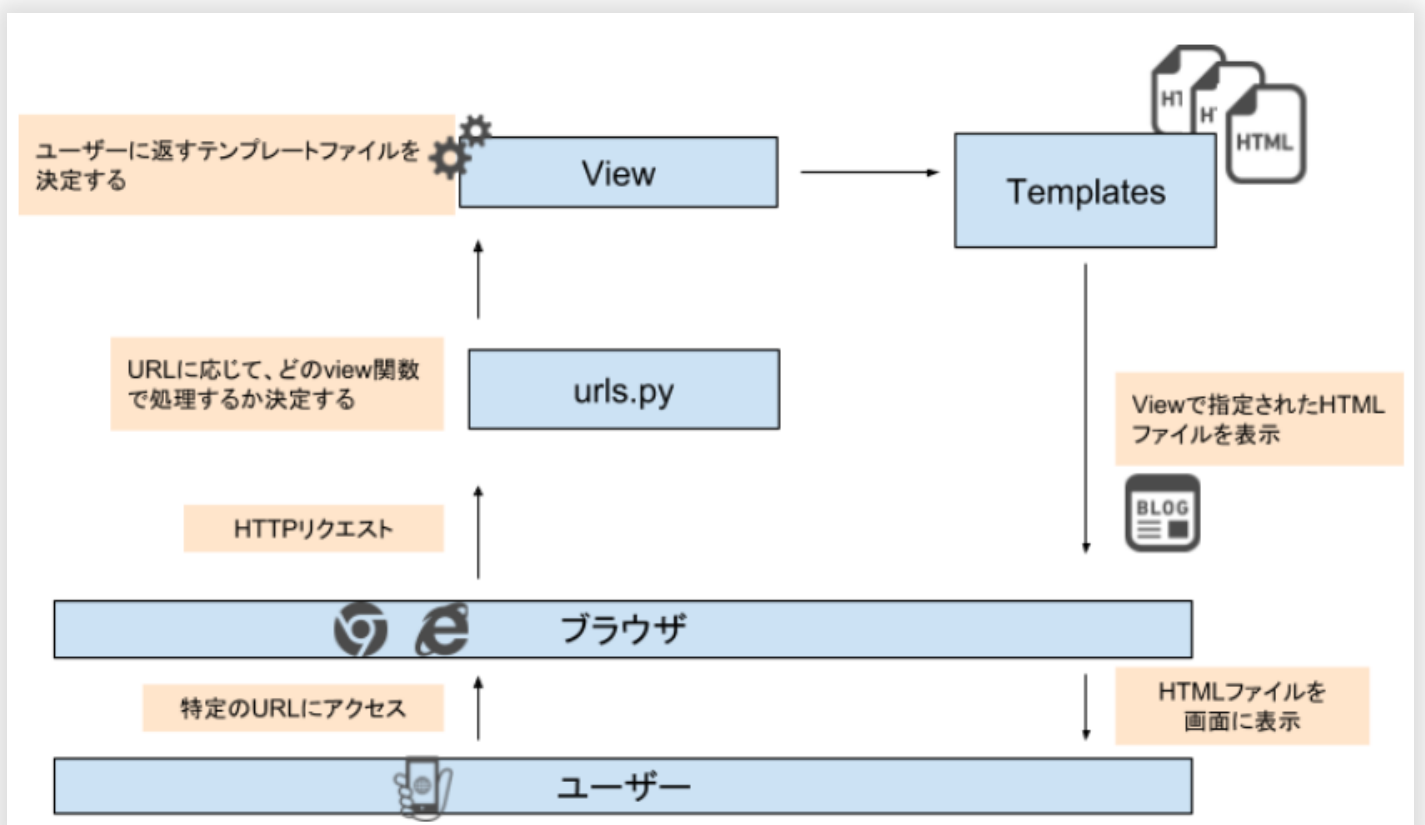 HT
H
HTML
ユーザーに返すテンプレートファイルを
決定する
View
Templates
URLに応じて、どのview関数
で処理するか決定する
urls.py
Viewで指定されたHTML
ファイルを表示
BLOG
HTTPリクエスト
ブラウザ
特定のURLにアクセス
HTMLファイルを
画面に表示
ユーザー